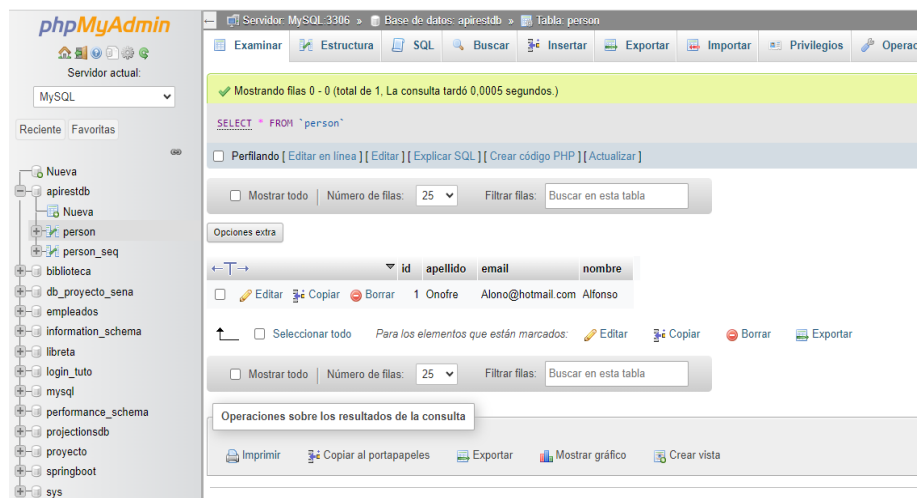 phpMyAdmin
Servidor actual:
MySQL
Reciente Favoritas
Nueva
apirestdb
Nueva
person
person_seq
biblioteca
db_proyecto_sena
empleados
information_schema
libreta
login_tuto
mysql
performance_schema
projectionsdb
proyecto
springboot
sys
Servidor: MySQL:3306 » Base de datos: apirestdb » Tabla: person
Examinar Estructura SQL Buscar Insertar Exportar Importar Privilegios Operac
Mostrando filas 0 - 0 (total de 1, La consulta tardó 0,0005 segundos.)
SELECT * FROM `person`
Perfilando [ Editar en línea ] [ Editar ] [ Explicar SQL ] [ Crear código PHP ] [ Actualizar ]
Mostrar todo | Número de filas: 25 Filtrar filas: Buscar en esta tabla
Opciones extra
←T→ id apellido email nombre
Editar Copiar Borrar 1 Onofre Alono@hotmail.com Alfonso
Seleccionar todo Para los elementos que están marcados: Editar Copiar Borrar Exportar
Mostrar todo | Número de filas: 25 Filtrar filas: Buscar en esta tabla
Operaciones sobre los resultados de la consulta
Imprimir Copiar al portapapeles Exportar Mostrar gráfico Crear vista